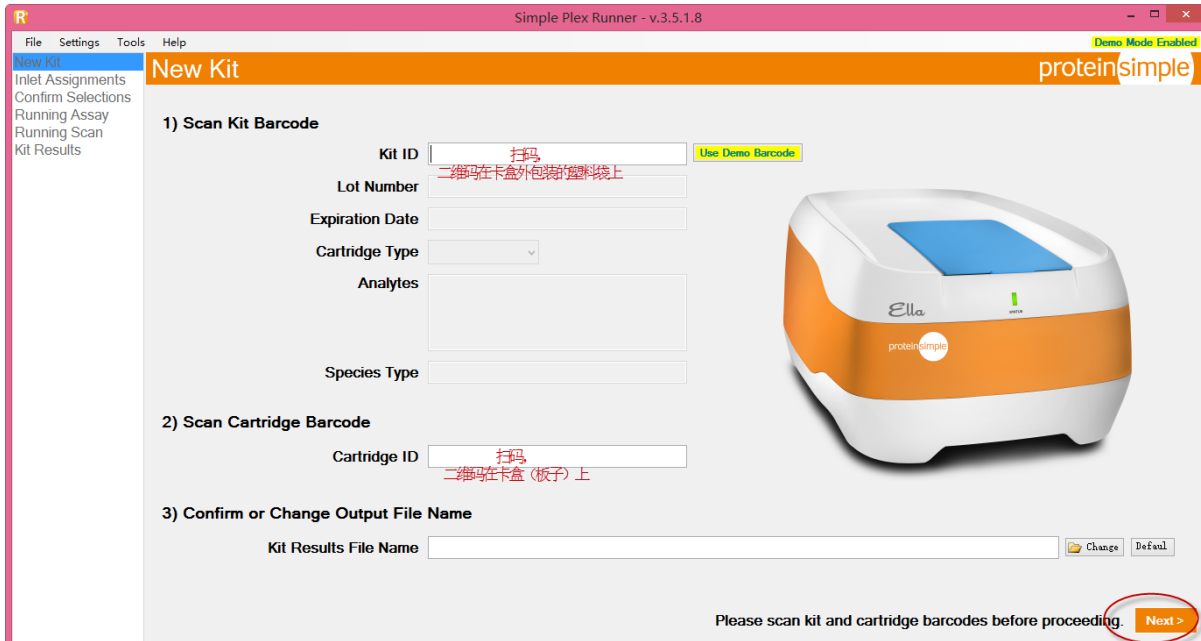 Simple Plex Runner - v.3.5.1.8
File Settings Tools Help
Demo Mode Enabled
New Kit
Inlet Assignments
Confirm Selections
Running Assay
Running Scan
Kit Results
New Kit
proteinsimple
1) Scan Kit Barcode
Kit ID 扫码, Use Demo Barcode
二维码在卡盒外包装的塑料袋上
Lot Number
Expiration Date
Cartridge Type
Analytes
Species Type
Ella
STATUS
proteinsimple
2) Scan Cartridge Barcode
Cartridge ID 扫码,
二维码在卡盒（板子）上
3) Confirm or Change Output File Name
Kit Results File Name Change Defaul
Please scan kit and cartridge barcodes before proceeding. Next >